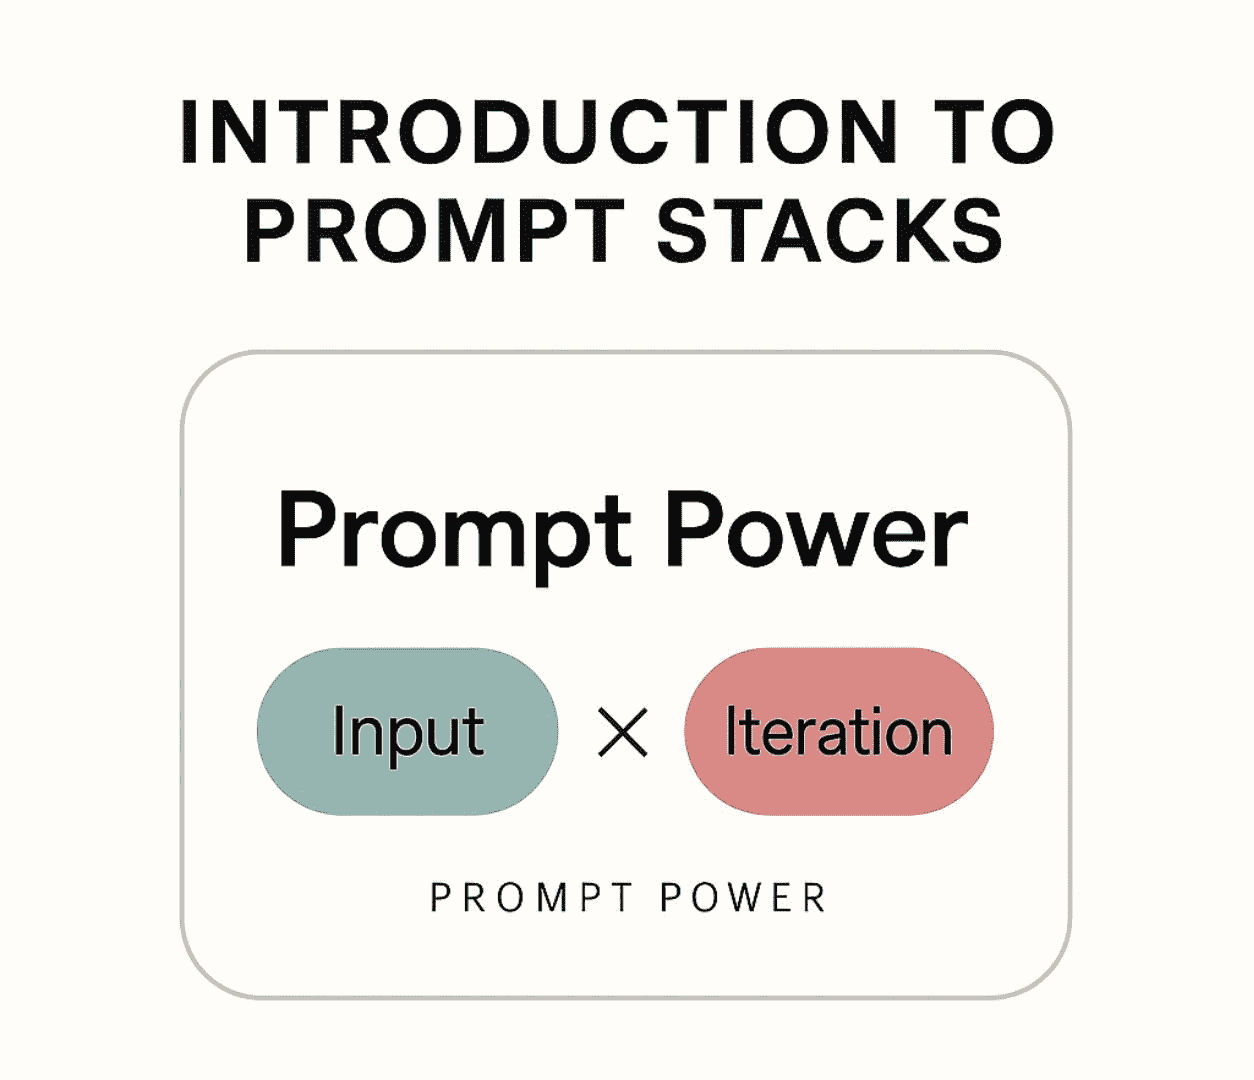 INTRODUCTION TO
PROMPT STACKS
Prompt Power
Input × Iteration
PROMPT POWER